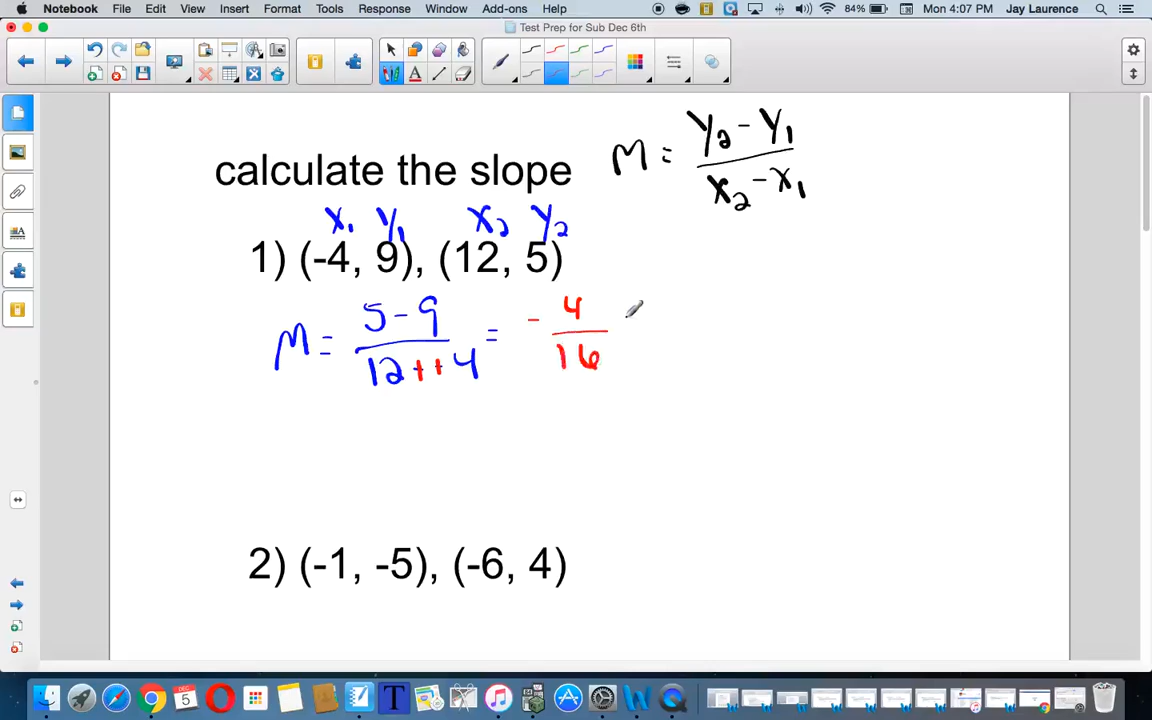 Notebook File Edit View Insert Format Tools Response Window Add-ons Help 84% Mon 4:07 PM Jay Laurence
Test Prep for Sub Dec 6th
calculate the slope
M = y2 - y1 / x2 - x1
x1 y1 x2 y2
1) (-4, 9), (12, 5)
M = 5 - 9 / 12 + + 4 = - 4 / 16
2) (-1, -5), (-6, 4)